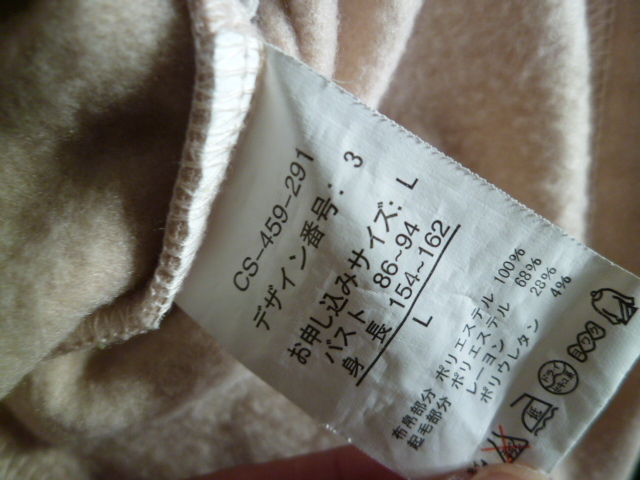 CS-459-291
デザイン番号: 3
お申し込みサイズ: L
バスト 86~94
身長 154~162
L
布帛部分 ポリエステル 100%
起毛部分 ポリエステル 68%
レーヨン 28%
ポリウレタン 4%
ドライ